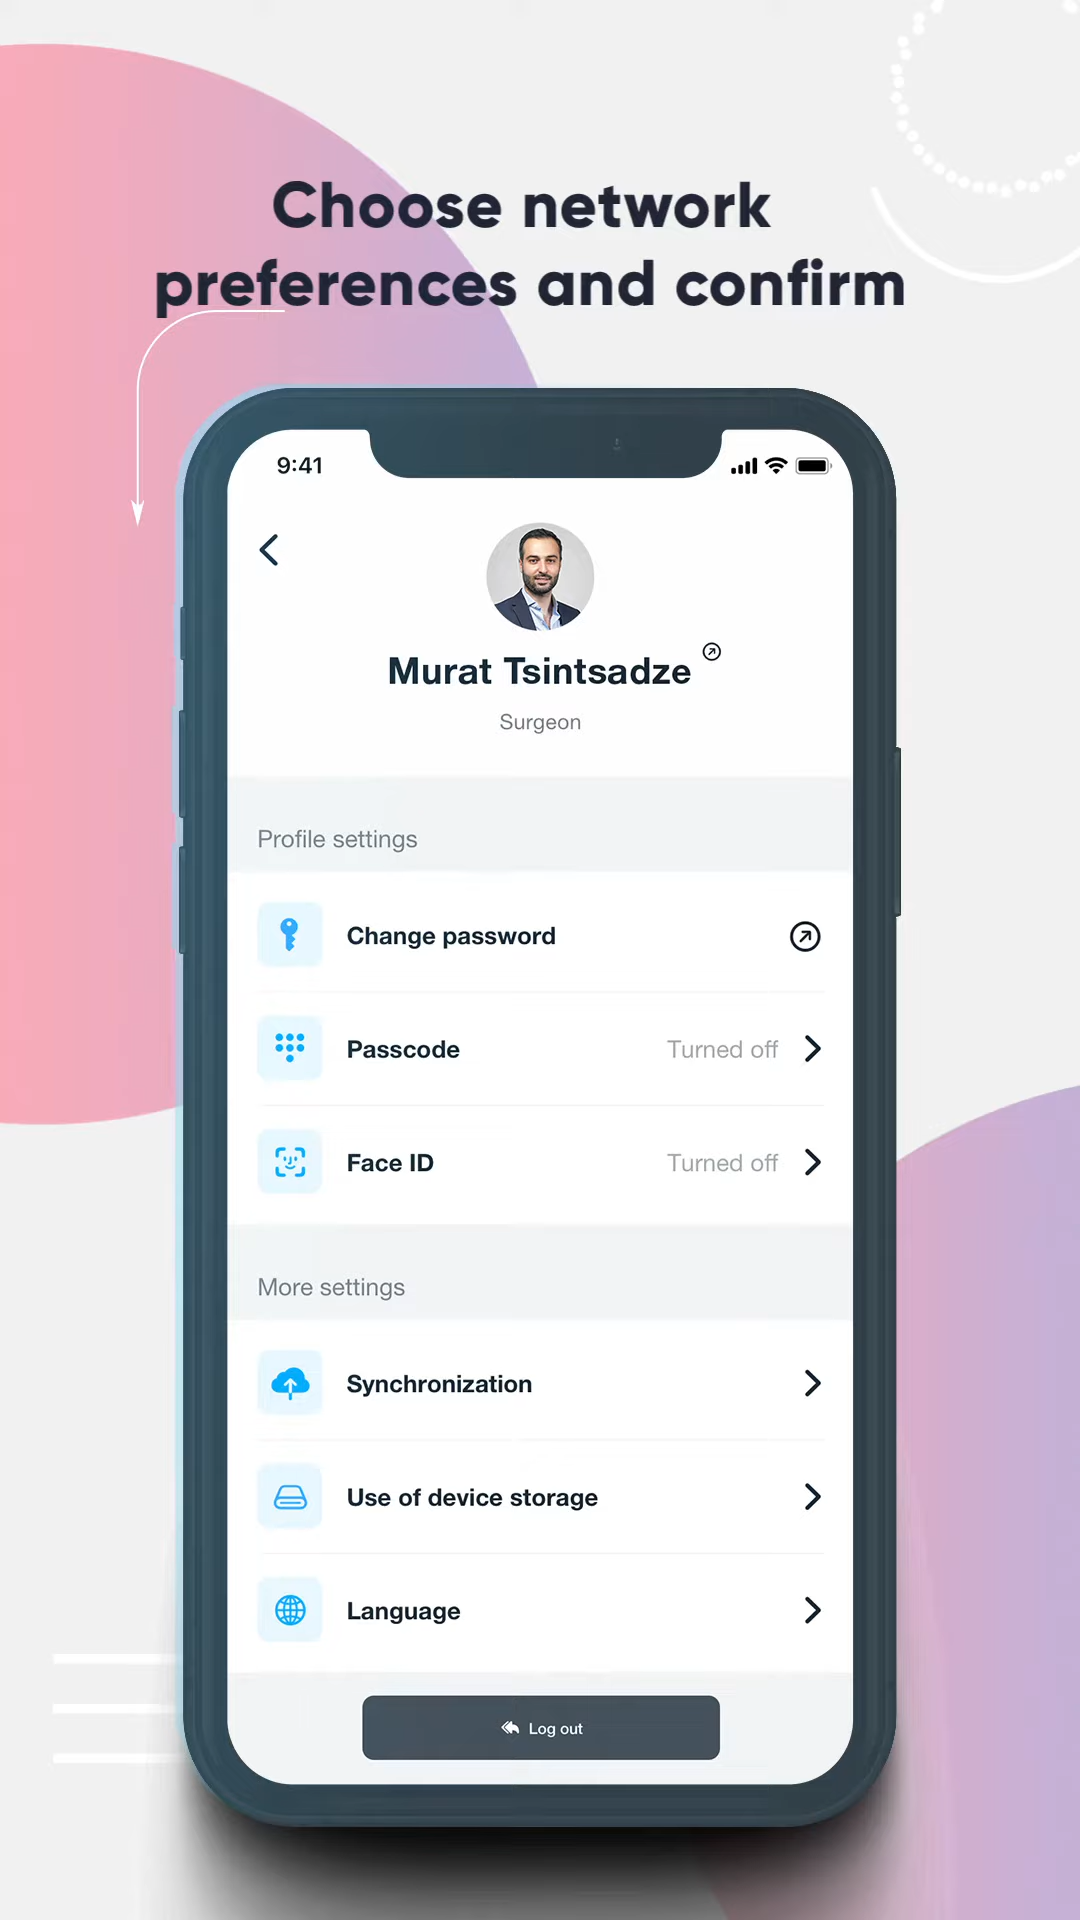 Choose network
preferences and confirm
9:41
Murat Tsintsadze
Surgeon
Profile settings
Change password
Passcode Turned off
Face ID Turned off
More settings
Synchronization
Use of device storage
Language
Log out